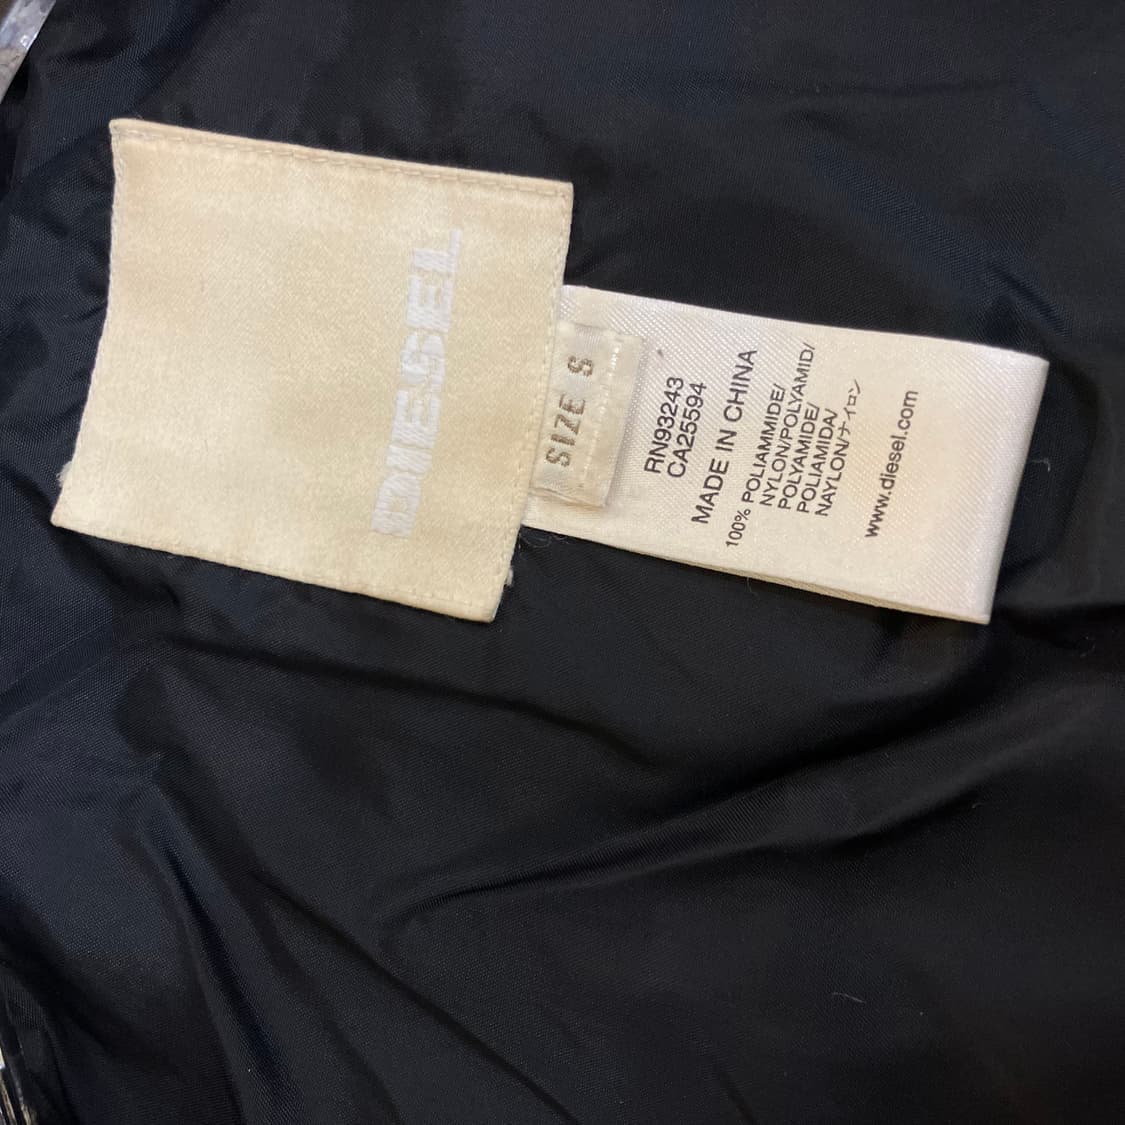 DIESEL
SIZE S
RN93243
CA25594
MADE IN CHINA
100% POLIAMMIDE/
NYLON/POLYAMID/
POLYAMIDE/
POLIAMIDA/
NAYLON/ナイロン
www.diesel.com